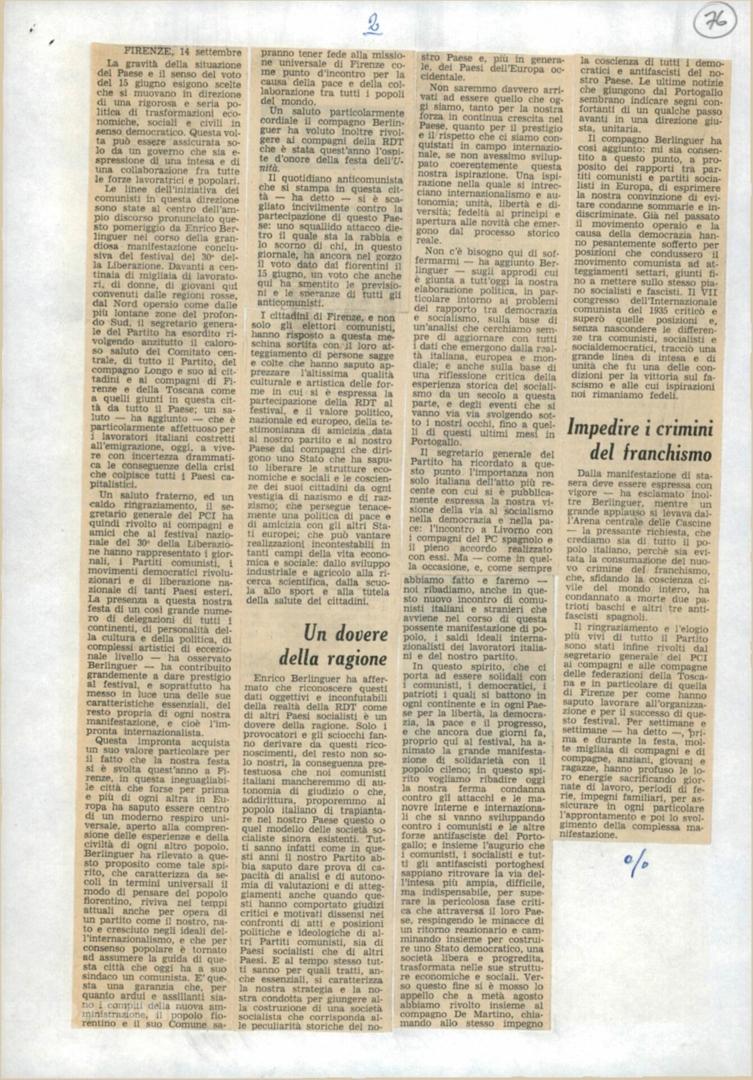 2
76
FIRENZE, 14 settembre
La gravità della situazione
del Paese e il senso del voto
del 15 giugno esigono scelte
che si muovano in direzione
di una rigorosa e seria po-
litica di trasformazioni eco-
nomiche, sociali e civili in
senso democratico. Questa vol-
ta può essere assicurata so-
lo da un governo che sia e-
spressione di una intesa e di
una collaborazione fra tutte
le forze lavoratrici e popolari.
Le linee dell'iniziativa dei
comunisti in questa direzione
sono state al centro dell'am-
pio discorso pronunciato que-
sto pomeriggio da Enrico Ber-
linguer nel corso della gran-
diosa manifestazione conclu-
siva del festival del 30° del-
la Liberazione. Davanti a cen-
tinaia di migliaia di lavorato-
ri, di donne, di giovani qui
convenuti dalle regioni rosse,
dal Nord operaio come dalle
più lontane zone del profon-
do Sud, il segretario genera-
le del Partito ha esordito ri-
volgendo anzitutto il caloro-
so saluto del Comitato cen-
trale, di tutto il Partito, del
compagno Longo e suo ai cit-
tadini e ai compagni di Fi-
renze e della Toscana come
a quelli giunti in questa cit-
tà da tutto il Paese; un sa-
luto — ha aggiunto — che è
particolarmente affettuoso per
i lavoratori italiani costretti
all'emigrazione, oggi, a vive-
re con incertezza drammati-
ca le conseguenze della crisi
che colpisce tutti i Paesi ca-
pitalistici.
Un saluto fraterno, ed un
caldo ringraziamento, il se-
gretario generale del PCI ha
quindi rivolto ai compagni e
amici che al festival nazio-
nale del 30° della Liberazio-
ne hanno rappresentato i gior-
nali, i Partiti comunisti, i
movimenti democratici rivolu-
zionari e di liberazione na-
zionale di tanti Paesi esteri.
La presenza a questa nostra
festa di un così grande nume-
ro di delegazioni di tutti i
continenti, di personalità del-
la cultura e della politica, di
complessi artistici di eccezio-
nale livello — ha osservato
Berlinguer — ha contribuito
grandemente a dare prestigio
al festival, e soprattutto ha
messo in luce una delle sue
caratteristiche essenziali, del
resto propria di ogni nostra
manifestazione, e cioè l'im-
pronta internazionalista.
Questa impronta acquista
un suo valore particolare per
il fatto che la nostra festa
si è svolta quest'anno a Fi-
renze, in questa ineguagliabi-
le città che forse per prima
e più di ogni altra in Eu-
ropa ha saputo essere centro
di un moderno respiro uni-
versale, aperto alla compren-
sione delle esperienze e della
civiltà di ogni altro popolo.
Berlinguer ha rilevato a que-
sto proposito come tale spi-
rito, che caratterizza da se-
coli in termini universali il
modo di pensare del popolo
fiorentino, riviva nei tempi
attuali anche per opera di
un partito come il nostro, na-
to e cresciuto negli ideali del-
l'internazionalismo, e che per
consenso popolare è tornato
ad assumere la guida di que-
sta città che oggi ha a suo
sindaco un comunista. E' que-
sta una garanzia che, per
quanto ardui e assillanti sia-
no i compiti della nuova am-
ministrazione, il popolo fio-
rentino e il suo Comune sa-
pranno tener fede alla missio-
ne universale di Firenze co-
me punto d'incontro per la
causa della pace e della col-
laborazione tra tutti i popoli
del mondo.
Un saluto particolarmente
cordiale il compagno Berlin-
guer ha voluto inoltre rivol-
gere ai compagni della RDT
che è stata quest'anno l'ospi-
te d'onore della festa dell'U-
nità.
Il quotidiano anticomunista
che si stampa in questa cit-
tà — ha detto — si è sca-
gliato incivilmente contro la
partecipazione di questo Pae-
se: uno squallido attacco die-
tro il quale sta la rabbia e
lo scorno di chi, in questo
giornale, ha ancora nel gozzo
il voto dato dai fiorentini il
15 giugno, un voto che anche
qui ha smentito le previsio-
ni e le speranze di tutti gli
anticomunisti.
I cittadini di Firenze, e non
solo gli elettori comunisti,
hanno risposto a questa me-
schina sortita con il loro at-
teggiamento di persone sagge
e colte che hanno saputo ap-
prezzare l'altissima qualità
culturale e artistica delle for-
me in cui si è espressa la
partecipazione della RDT al
festival, e il valore politico,
nazionale ed europeo, della te-
stimonianza di amicizia data
al nostro partito e al nostro
Paese dai compagni che diri-
gono uno Stato che ha sapu-
to liberare le strutture eco-
nomiche e sociali e le coscien-
ze dei suoi cittadini da ogni
vestigia di nazismo e di raz-
zismo; che persegue tenace-
mente una politica di pace e
di amicizia con gli altri Sta-
ti europei; che può vantare
realizzazioni incontestabili in
tanti campi della vita econo-
mica e sociale: dallo sviluppo
industriale e agricolo alla ri-
cerca scientifica, dalla scuo-
la allo sport e alla tutela
della salute dei cittadini.
Un dovere
della ragione
Enrico Berlinguer ha affer-
mato che riconoscere questi
dati oggettivi e inconfutabili
della realtà della RDT come
di altri Paesi socialisti è un
dovere della ragione. Solo i
provocatori e gli sciocchi fan-
no derivare da questi ricono-
scimenti, del resto non so-
lo nostri, la conseguenza pre-
testuosa che noi comunisti
italiani mancheremmo di au-
tonomia di giudizio o che,
addirittura, proporremmo al
popolo italiano di trapianta-
re nel nostro Paese questo o
quel modello delle società so-
cialiste sinora esistenti. Tut-
ti sanno infatti come in que-
sti anni il nostro Partito ab-
bia saputo dare prova di ca-
pacità di analisi e di autono-
mia di valutazioni e di atteg-
giamenti anche quando que-
sti hanno comportato giudizi
critici e motivati dissensi nei
confronti di atti e posizioni
politiche e ideologiche di al-
tri Partiti comunisti, sia di
Paesi socialisti che di altri
Paesi. E al tempo stesso tut-
ti sanno per quali tratti, an-
che essenziali, si caratterizza
la nostra strategia e la no-
stra condotta per giungere al-
la costruzione di una società
socialista che corrisponda al-
le peculiarità storiche del no-
stro Paese e, più in genera-
le, dei Paesi dell'Europa oc-
cidentale.
Non saremmo davvero arri-
vati ad essere quello che og-
gi siamo, tanto per la nostra
forza in continua crescita nel
Paese, quanto per il prestigio
e il rispetto che ci siamo con-
quistati in campo internazio-
nale, se non avessimo svilup-
pato coerentemente questa
nostra ispirazione. Una ispi-
razione nella quale si intrec-
ciano internazionalismo e au-
tonomia; unità, libertà e di-
versità; fedeltà ai principi e
apertura alle novità che emer-
gono dal processo storico
reale.
Non c'è bisogno qui di sof-
fermarmi — ha aggiunto Ber-
linguer — sugli approdi cui
è giunta a tutt'oggi la nostra
elaborazione politica, in par-
ticolare intorno ai problemi
del rapporto tra democrazia
e socialismo, sulla base di
un'analisi che cerchiamo sem-
pre di aggiornare con tutti
i dati che emergono dalla rea-
ltà italiana, europea e mon-
diale; e anche sulla base di
una riflessione critica della
esperienza storica del sociali-
smo da un secolo a questa
parte, e degli eventi che si
vanno via via svolgendo sot-
to i nostri occhi, fino a quel-
li di questi ultimi mesi in
Portogallo.
Il segretario generale del
Partito ha ricordato a que-
sto punto l'importanza non
solo italiana dell'atto più re-
cente con cui si è pubblica-
mente espressa la nostra vi-
sione della via al socialismo
nella democrazia e nella pa-
ce: l'incontro a Livorno con
i compagni del PC spagnolo e
il pieno accordo realizzato
con essi. Ma — come in quel-
la occasione, e, come sempre
abbiamo fatto e faremo —
noi ribadiamo, anche in que-
sto nuovo incontro di comu-
nisti italiani e stranieri che
avviene nel corso di questa
possente manifestazione di po-
polo, i saldi ideali interna-
zionalisti dei lavoratori italia-
ni e del nostro partito.
In questo spirito, che ci
porta ad essere solidali con
i comunisti, i democratici, i
patrioti i quali si battono in
ogni continente e in ogni Pae-
se per la libertà, la democra-
zia, la pace e il progresso,
e che ancora due giorni fa,
proprio qui al festival, ha a-
nimato la grande manifesta-
zione di solidarietà con il
popolo cileno; in questo spi-
rito vogliamo ribadire oggi
la nostra ferma condanna
contro gli attacchi e le ma-
novre interne e internaziona-
li che si vanno sviluppando
contro i comunisti e le altre
forze antifasciste del Porto-
gallo; e insieme l'augurio che
i comunisti, i socialisti e tut-
ti gli antifascisti portoghesi
sappiano ritrovare la via del-
l'intesa più ampia, difficile,
ma indispensabile, per supe-
rare la pericolosa fase criti-
ca che attraversa il loro Pae-
se, respingendo le minacce di
un ritorno reazionario e cam-
minando insieme per costrui-
re uno Stato democratico, una
società libera e progredita,
trasformata nelle sue struttu-
re economiche e sociali. Ver-
so questo fine si è mosso lo
appello che a metà agosto
abbiamo rivolto insieme al
compagno De Martino, chia-
mando allo stesso impegno
la coscienza di tutti i demo-
cratici e antifascisti del no-
stro Paese. Le ultime notizie
che giungono dal Portogallo
sembrano indicare segni con-
fortanti di un qualche passo
avanti in una direzione giu-
sta, unitaria.
Il compagno Berlinguer ha
così aggiunto: mi sia consen-
tito a questo punto, a pro-
posito dei rapporti tra par-
titi comunisti e partiti socia-
listi in Europa, di esprimere
la nostra convinzione di evi-
tare condanne sommarie e in-
discriminate. Già nel passato
il movimento operaio e la
causa della democrazia han-
no pesantemente sofferto per
posizioni che condussero il
movimento comunista ad at-
teggiamenti settari, giunti fi-
no a mettere sullo stesso pia-
no socialisti e fascisti. Il VII
congresso dell'Internazionale
comunista del 1935 criticò e
superò quelle posizioni e,
senza nascondere le differen-
ze tra comunisti, socialisti e
socialdemocratici, tracciò una
grande linea di intesa e di
unità che fu una delle con-
dizioni per la vittoria sul fa-
scismo e alle cui ispirazioni
noi rimaniamo fedeli.
Impedire i crimini
del franchismo
Dalla manifestazione di sta-
sera deve essere espressa con
vigore — ha esclamato inol-
tre Berlinguer, mentre un
grande applauso si levava dal-
l'Arena centrale delle Cascine
— la pressante richiesta, che
crediamo sia di tutto il po-
polo italiano, perchè sia evi-
tata la consumazione del nuo-
vo crimine del franchismo,
che, sfidando la coscienza ci-
vile del mondo intero, ha
condannato a morte due pa-
trioti baschi e altri tre anti-
fascisti spagnoli.
Il ringraziamento e l'elogio
più vivi di tutto il Partito
sono stati infine rivolti dal
segretario generale del PCI
ai compagni e alle compagne
delle federazioni della Tosca-
na e in particolare di quella
di Firenze per come hanno
saputo lavorare all'organizza-
zione e per il successo di que-
sto festival. Per settimane e
settimane — ha detto —, pri-
ma e durante la festa, mol-
te migliaia di compagni e di
compagne, anziani, giovani e
ragazze, hanno profuso le lo-
ro energie sacrificando gior-
nate di lavoro, periodi di fe-
rie, impegni familiari, per as-
sicurare in ogni particolare
l'approntamento e poi lo svol-
gimento della complessa ma-
nifestazione.
%